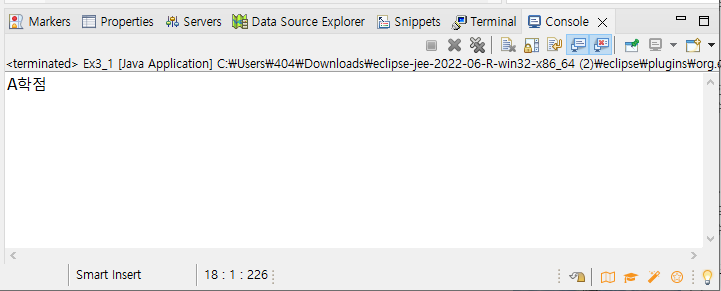 Markers Properties Servers Data Source Explorer Snippets Terminal Console
<terminated> Ex3_1 [Java Application] C:₩Users₩404₩Downloads₩eclipse-jee-2022-06-R-win32-x86_64 (2)₩eclipse₩plugins₩org.
A학점
Smart Insert 18 : 1 : 226